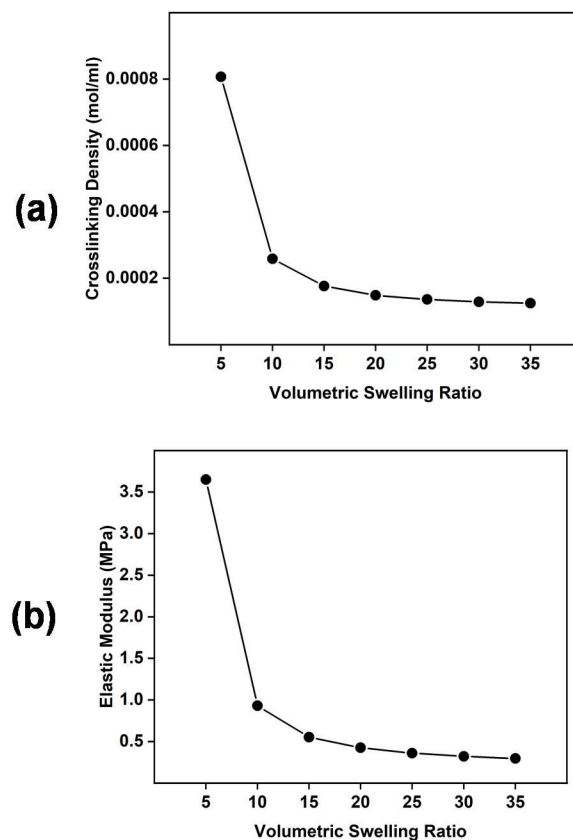 (a)
Crosslinking Density (mol/ml)
0.0008
0.0006
0.0004
0.0002
5 10 15 20 25 30 35
Volumetric Swelling Ratio
(b)
Elastic Modulus (MPa)
3.5
3.0
2.5
2.0
1.5
1.0
0.5
5 10 15 20 25 30 35
Volumetric Swelling Ratio